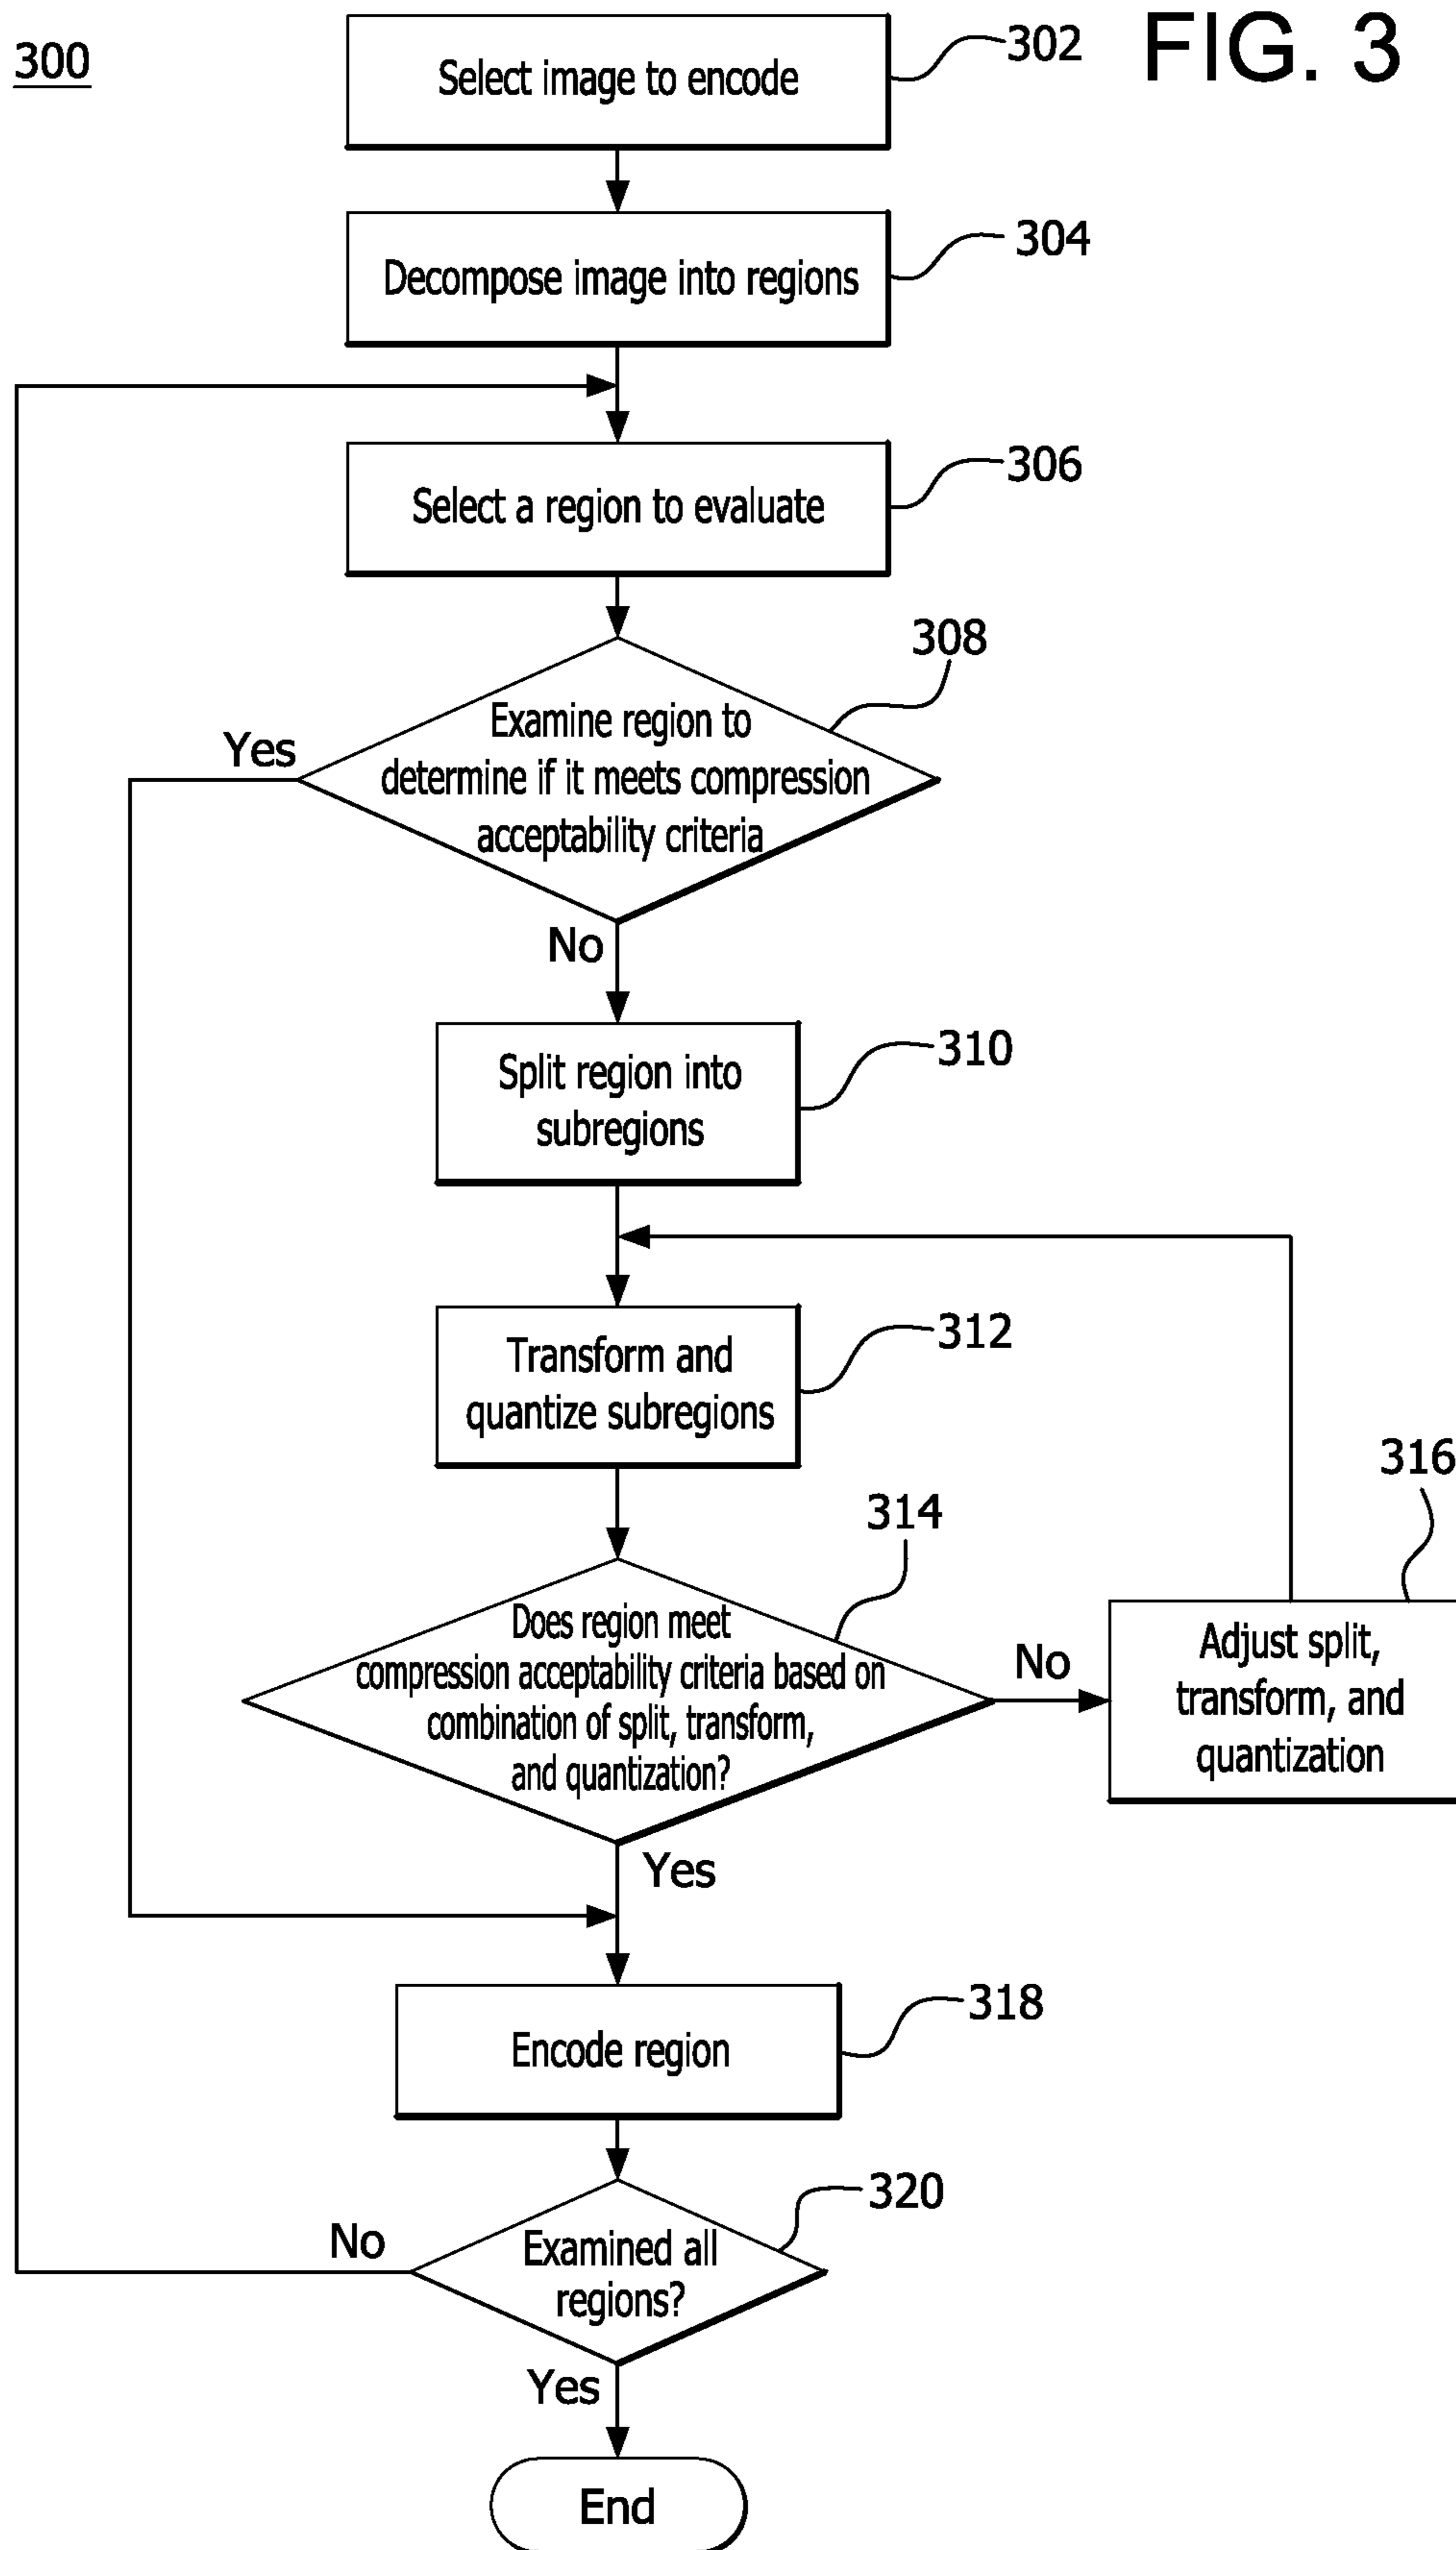 300
FIG. 3
Select image to encode
302
Decompose image into regions
304
Select a region to evaluate
306
308
Examine region to
determine if it meets compression
acceptability criteria
Yes
No
Split region into
subregions
310
Transform and
quantize subregions
312
314
Does region meet
compression acceptability criteria based on
combination of split, transform,
and quantization?
No
316
Adjust split,
transform, and
quantization
Yes
Encode region
318
320
Examined all
regions?
No
Yes
End